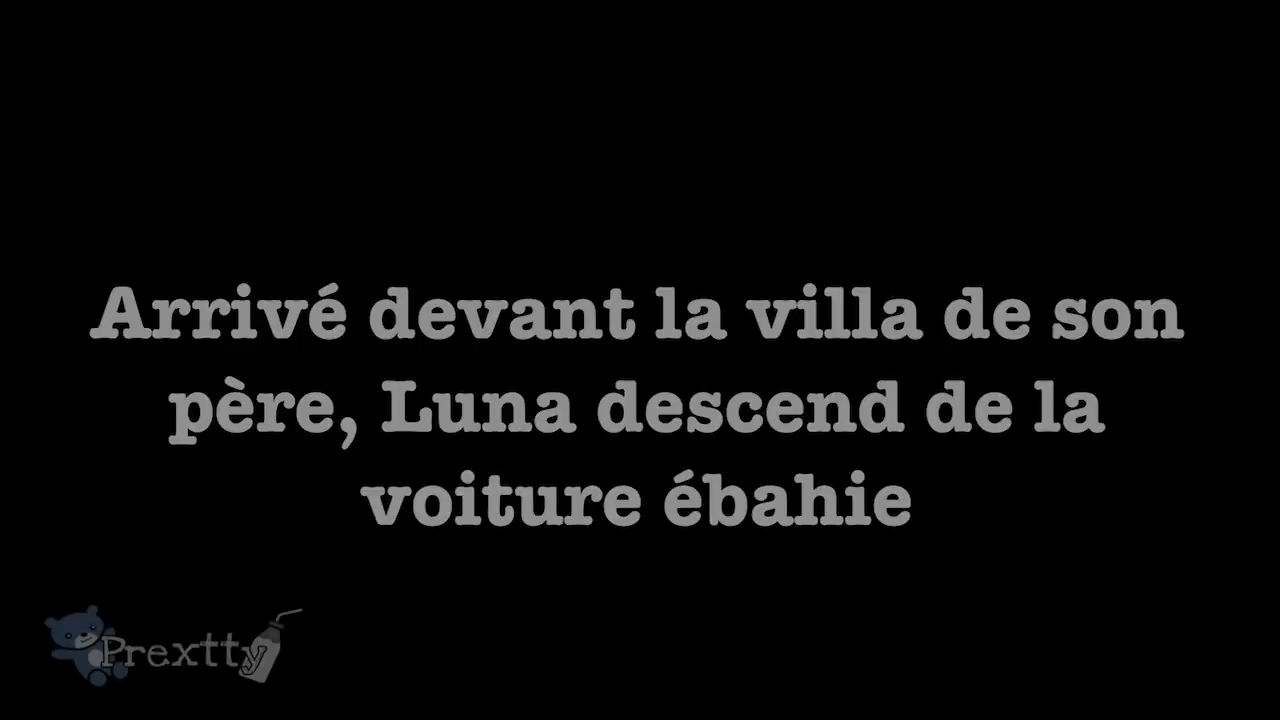 Arrivé devant la villa de son
père, Luna descend de la
voiture ébahie
Prextty